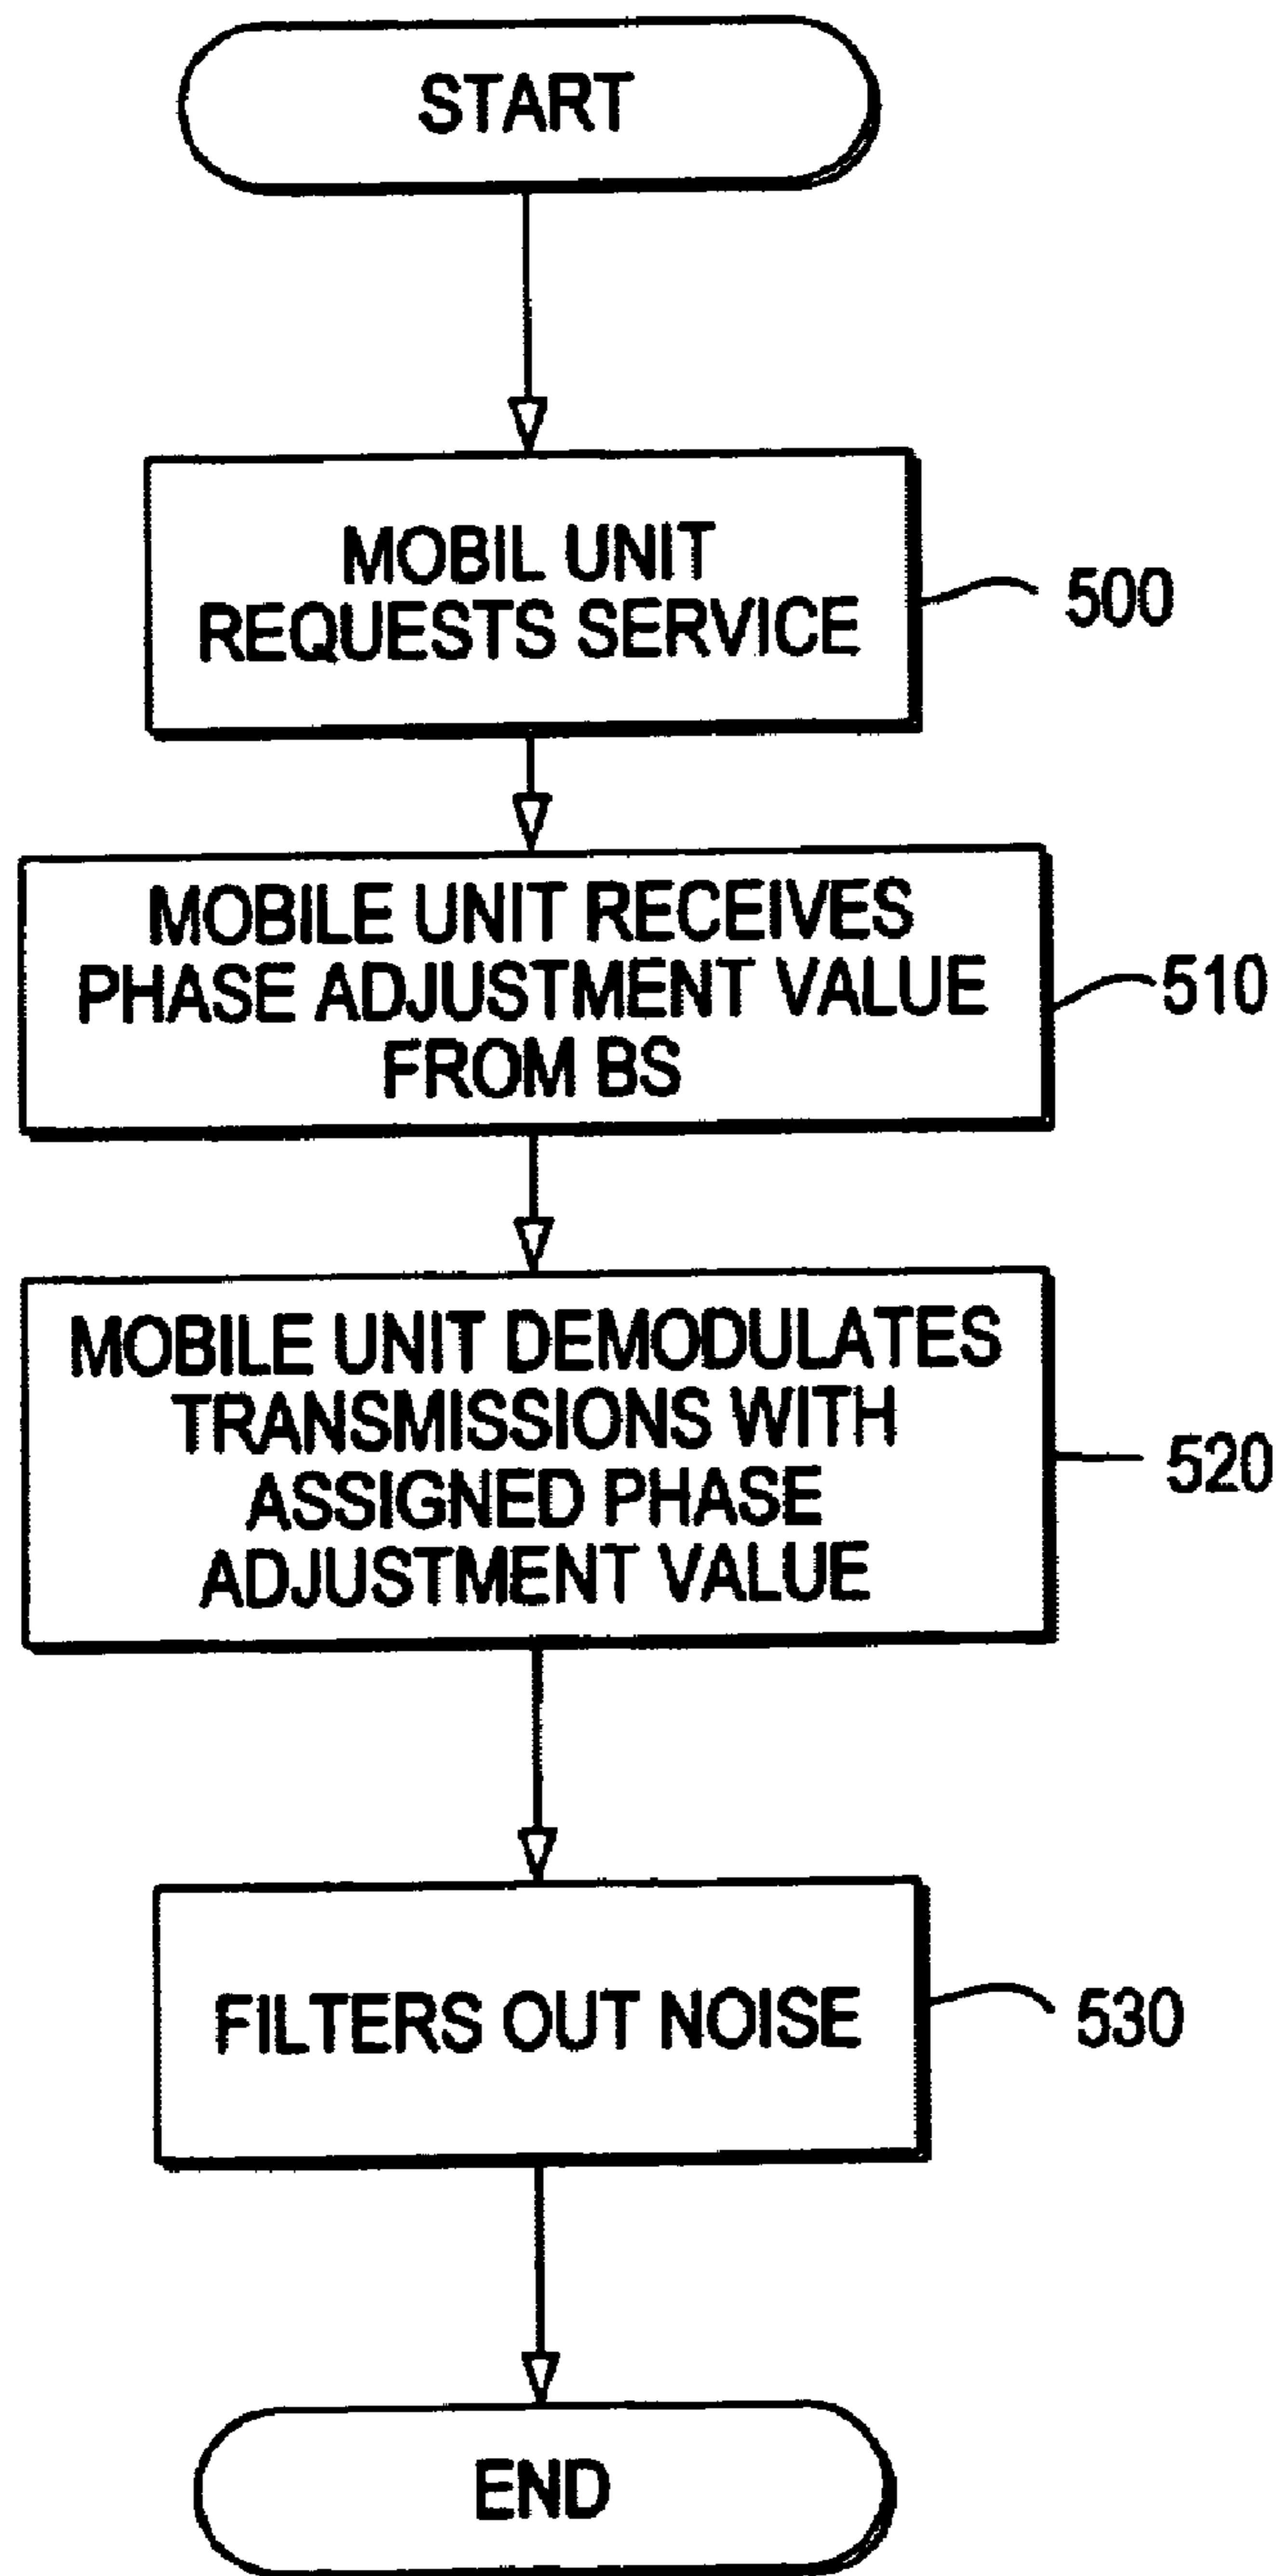 START
MOBIL UNIT
REQUESTS SERVICE
500
MOBILE UNIT RECEIVES
PHASE ADJUSTMENT VALUE
FROM BS
510
MOBILE UNIT DEMODULATES
TRANSMISSIONS WITH
ASSIGNED PHASE
ADJUSTMENT VALUE
520
FILTERS OUT NOISE
530
END